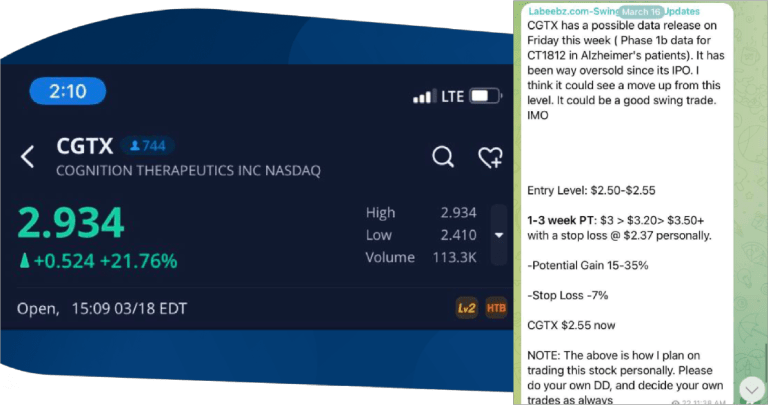 2:10
LTE
CGTX 744
COGNITION THERAPEUTICS INC NASDAQ
2.934
+0.524 +21.76%
High 2.934
Low 2.410
Volume 113.3K
Open, 15:09 03/18 EDT
Lv2 HTB
Labeebz.com-Swing March 16 Updates
CGTX has a possible data release on
Friday this week ( Phase 1b data for
CT1812 in Alzheimer's patients). It has
been way oversold since its IPO. I
think it could see a move up from this
level. It could be a good swing trade.
IMO
Entry Level: $2.50-$2.55
1-3 week PT: $3 > $3.20> $3.50+
with a stop loss @ $2.37 personally.
-Potential Gain 15-35%
-Stop Loss -7%
CGTX $2.55 now
NOTE: The above is how I plan on
trading this stock personally. Please
do your own DD, and decide your own
trades as always
22 11:38 AM